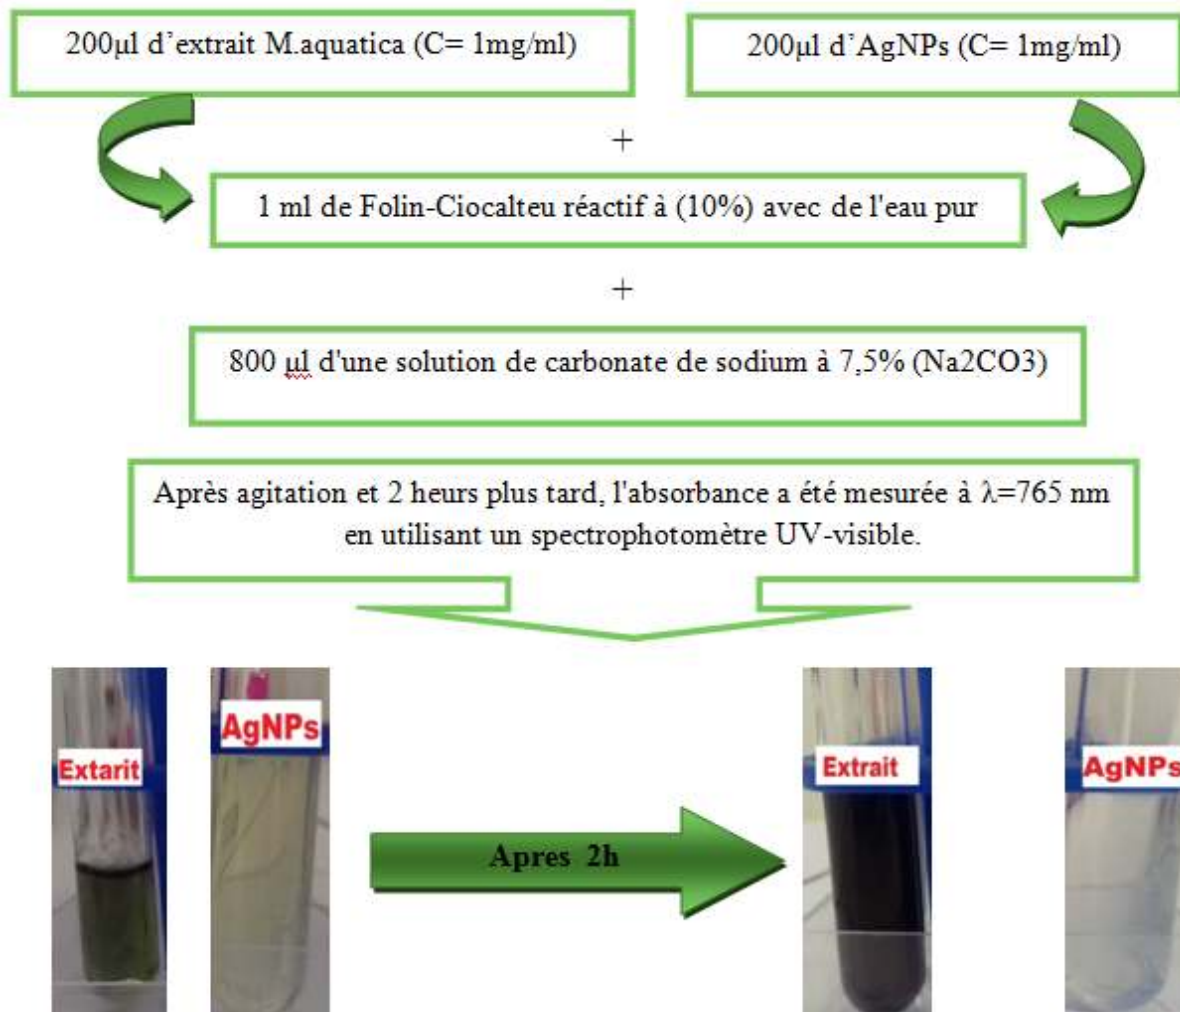 200µl d'extrait M.aquatica (C= 1mg/ml)
200µl d'AgNPs (C= 1mg/ml)
+
1 ml de Folin-Ciocalteu réactif à (10%) avec de l'eau pur
+
800 µl d'une solution de carbonate de sodium à 7,5% (Na2CO3)
Après agitation et 2 heurs plus tard, l'absorbance a été mesurée à λ=765 nm
en utilisant un spectrophotomètre UV-visible.
Extarit
AgNPs
Apres 2h
Extrait
AgNPs